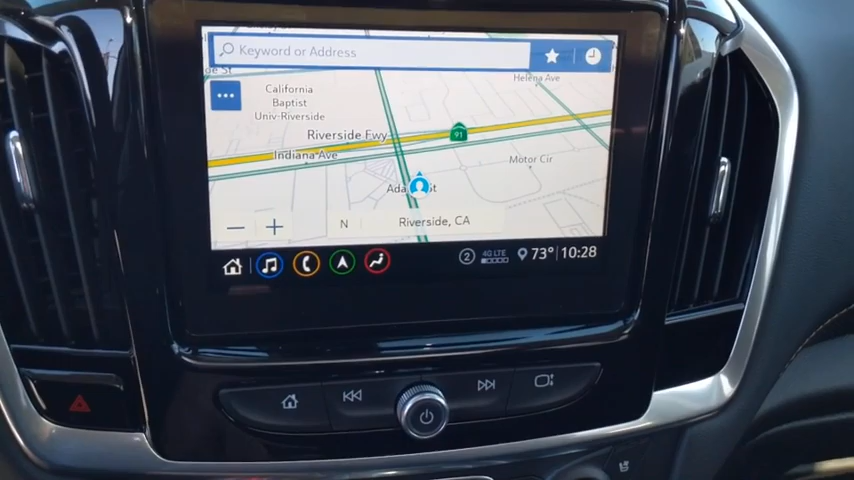 Keyword or Address
Helena Ave
California
Baptist
Univ-Riverside
Riverside Fwy
91
Indiana Ave
Motor Cir
N
Riverside, CA
2
4G LTE
73°
10:28